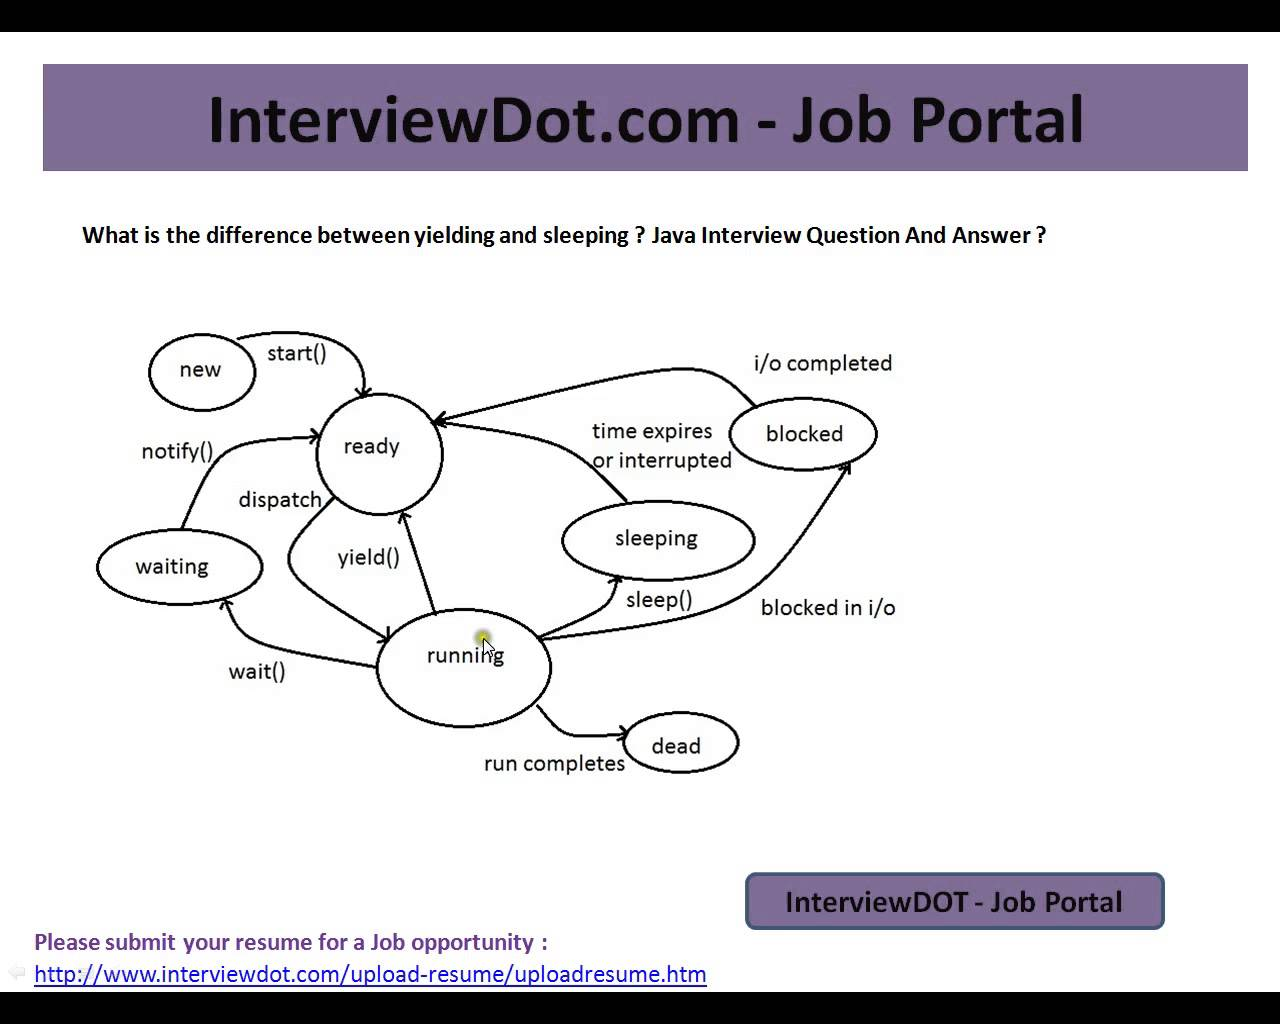 InterviewDot.com - Job Portal
What is the difference between yielding and sleeping ? Java Interview Question And Answer ?
new
start()
i/o completed
notify()
ready
time expires
or interrupted
blocked
dispatch
waiting
yield()
sleeping
sleep()
blocked in i/o
wait()
running
run completes
dead
InterviewDOT - Job Portal
Please submit your resume for a Job opportunity :
http://www.interviewdot.com/upload-resume/uploadresume.htm